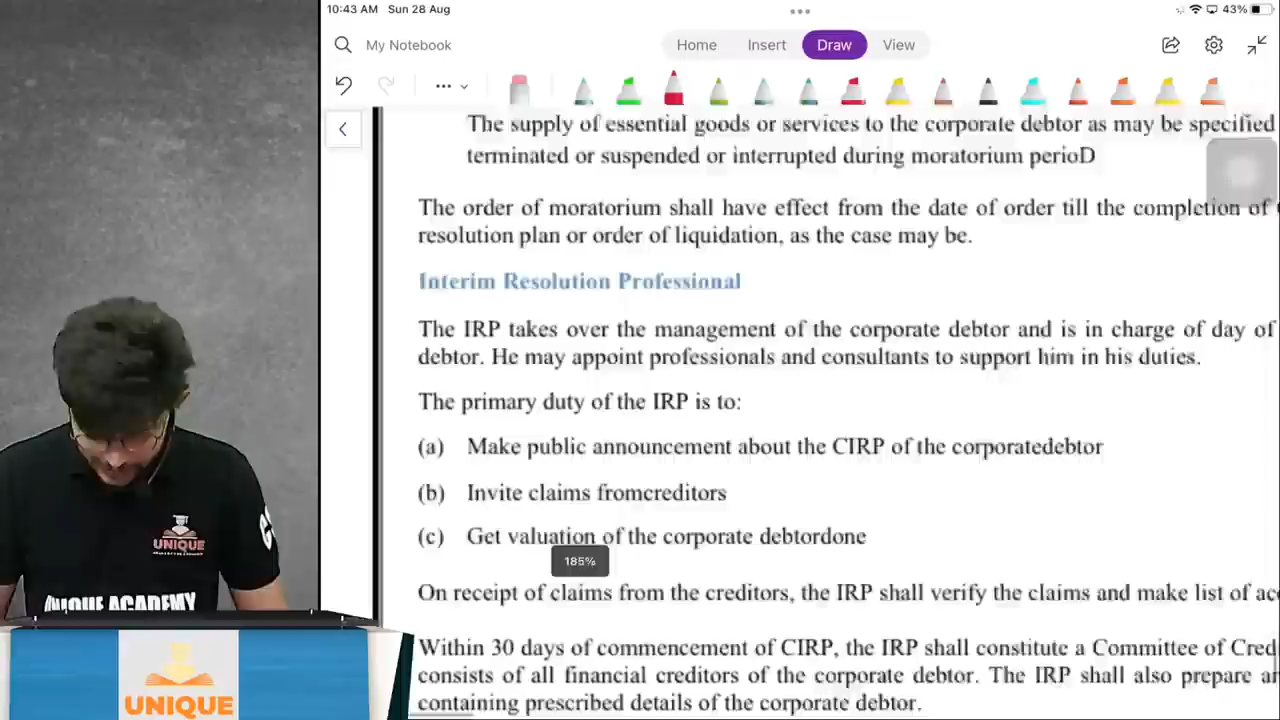 10:43 AM Sun 28 Aug
43%
My Notebook
Home Insert Draw View
The supply of essential goods or services to the corporate debtor as may be specified
terminated or suspended or interrupted during moratorium perioD
The order of moratorium shall have effect from the date of order till the completion of
resolution plan or order of liquidation, as the case may be.
Interim Resolution Professional
The IRP takes over the management of the corporate debtor and is in charge of day of
debtor. He may appoint professionals and consultants to support him in his duties.
The primary duty of the IRP is to:
(a) Make public announcement about the CIRP of the corporatedebtor
(b) Invite claims fromcreditors
(c) Get valuation of the corporate debtordone
185%
On receipt of claims from the creditors, the IRP shall verify the claims and make list of
Within 30 days of commencement of CIRP, the IRP shall constitute a Committee of Cred
consists of all financial creditors of the corporate debtor. The IRP shall also prepare
containing prescribed details of the corporate debtor.
UNIQUE
UNIQUE ACADEMY
UNIQUE